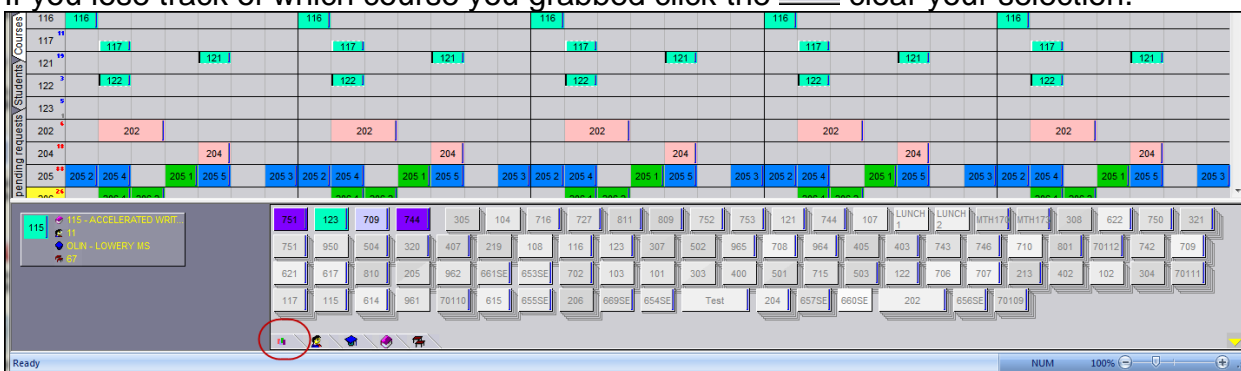 If you lose track of which course you grabbed click the ____ clear your selection.
Courses
Students
pending requests
116 116 116 116 116 116
117 11 117 117 117 117 117
121 19 121 121 121 121 121
122 3 122 122 122 122 122
123 5
202 6 202 202 202 202 202
204 10 204 204 204 204 204
205 205 2 205 4 205 1 205 5 205 3 205 2 205 4 205 1 205 5 205 3 205 2 205 4 205 1 205 5 205 3 205 2 205 4 205 1 205 5 205 3 205 2 205 4 205 1 205 5 205 3
26
115 115 - ACCELERATED WRIT...
11
OLIN - LOWERY MS
67
751 123 709 744 305 104 716 727 811 809 752 753 121 744 107 LUNCH 1 LUNCH 2 MTH170 MTH173 308 622 750 321
751 950 504 320 407 219 108 116 123 307 502 965 708 964 405 403 743 746 710 801 70112 742 709
621 617 810 205 962 661SE 653SE 702 103 101 303 400 501 715 503 122 706 707 213 402 102 304 70111
117 115 614 961 70110 615 655SE 206 669SE 654SE Test 204 657SE 660SE 202 656SE 70109
Ready NUM 100%